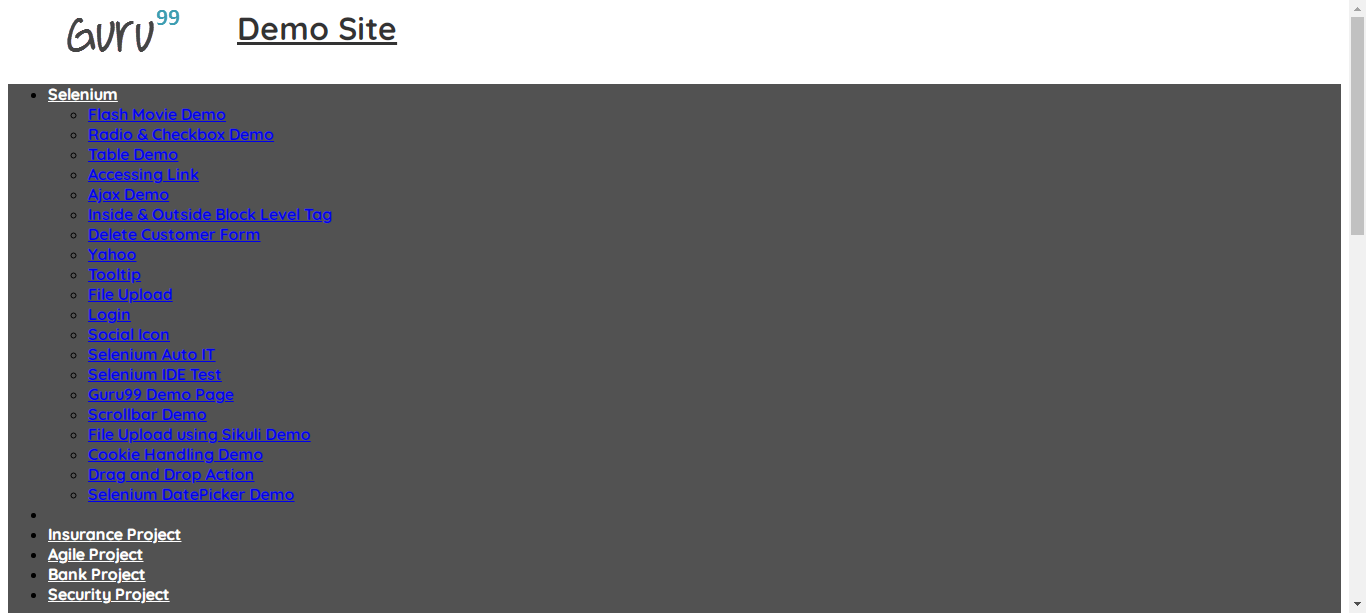 Guru99
Demo Site
Selenium
Flash Movie Demo
Radio & Checkbox Demo
Table Demo
Accessing Link
Ajax Demo
Inside & Outside Block Level Tag
Delete Customer Form
Yahoo
Tooltip
File Upload
Login
Social Icon
Selenium Auto IT
Selenium IDE Test
Guru99 Demo Page
Scrollbar Demo
File Upload using Sikuli Demo
Cookie Handling Demo
Drag and Drop Action
Selenium DatePicker Demo
Insurance Project
Agile Project
Bank Project
Security Project